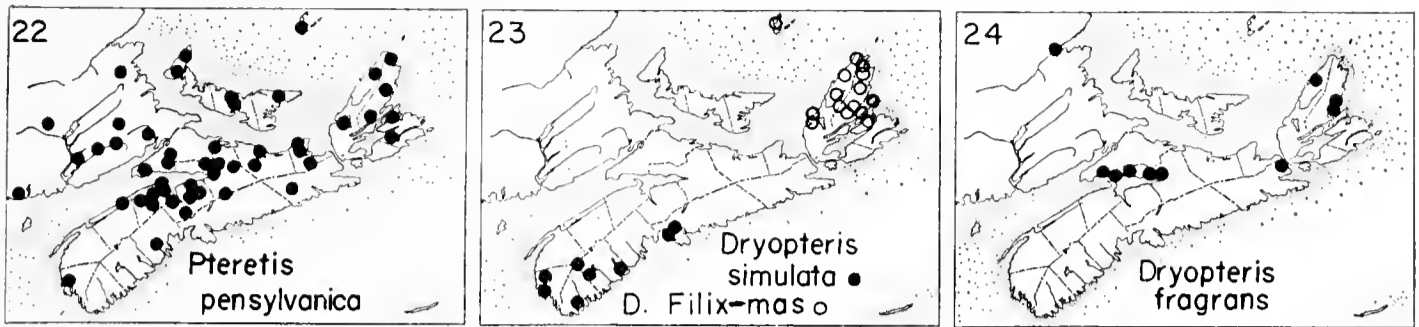 22
Pteretis
pensylvanica
23
Dryopteris
simulata ●
D. Filix-mas ○
24
Dryopteris
fragrans